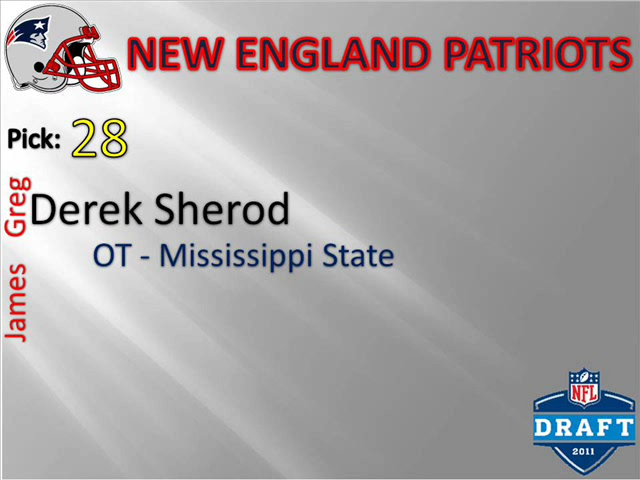 NEW ENGLAND PATRIOTS
Pick: 28
Derek Sherod
OT - Mississippi State
James Greg
NFL
DRAFT
2011